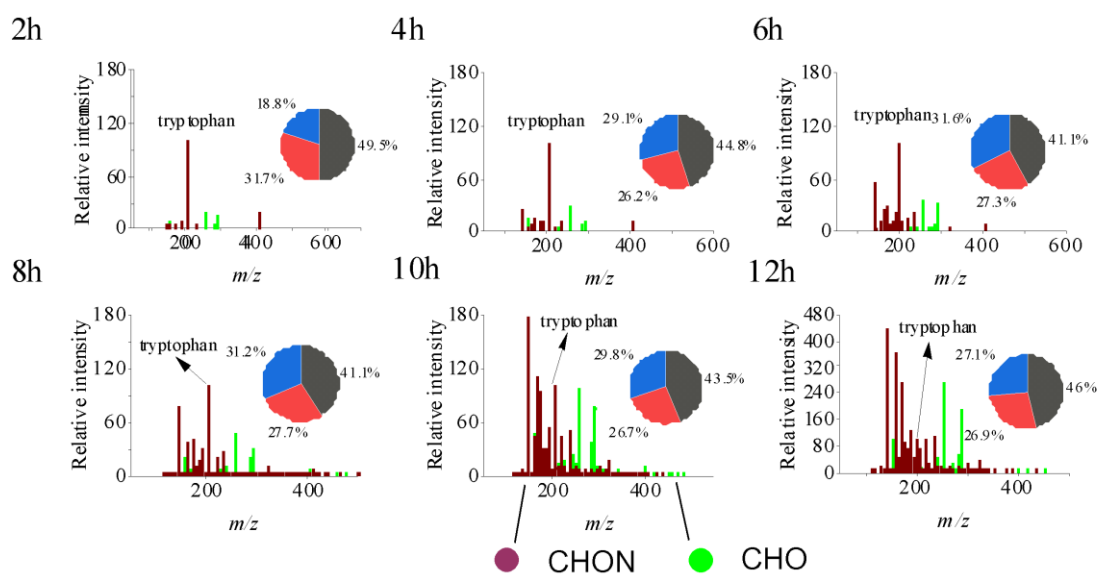 2h
4h
6h
Relative intensity
180
120
60
0
tryptophan
18.8%
49.5%
31.7%
200
400
600
m/z
Relative intensity
180
120
60
0
tryptophan
29.1%
44.8%
26.2%
200
400
600
m/z
Relative intensity
180
120
60
0
tryptophan
31.6%
41.1%
27.3%
200
400
600
m/z
8h
10h
12h
Relative intensity
180
120
60
0
tryptophan
31.2%
41.1%
27.7%
200
400
m/z
Relative intensity
180
120
60
0
tryptophan
29.8%
43.5%
26.7%
200
400
m/z
Relative intensity
480
400
320
240
160
80
0
tryptophan
27.1%
46%
26.9%
200
400
m/z
CHON
CHO